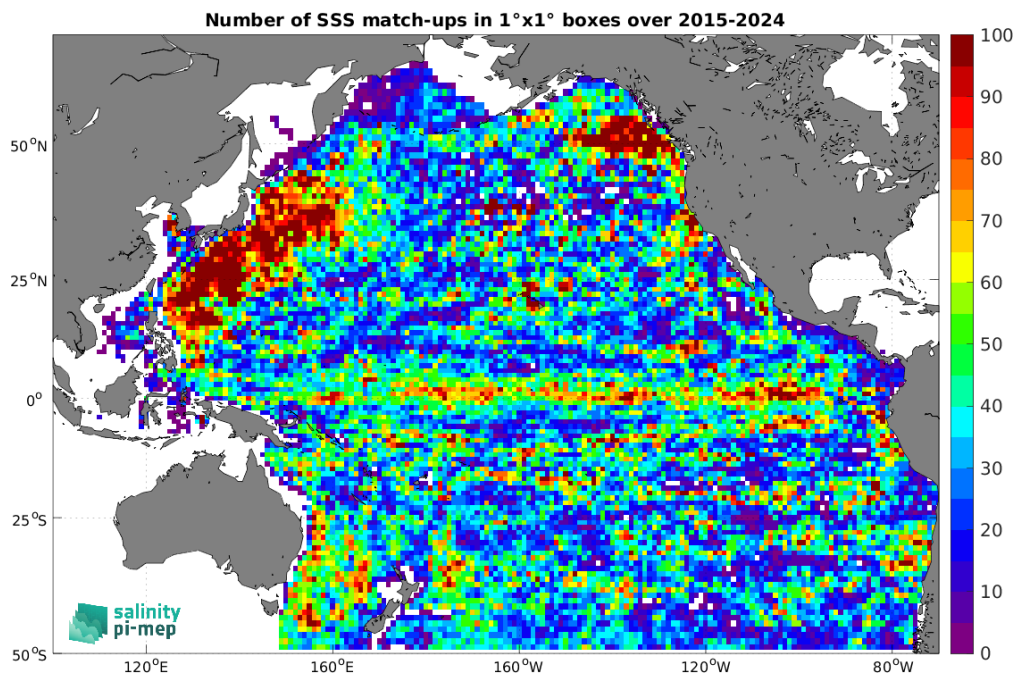 Number of SSS match-ups in 1°x1° boxes over 2015-2024
100
90
80
70
60
50
40
30
20
10
0
50°N
25°N
0°
25°S
50°S
120°E
160°E
160°W
120°W
80°W
salinity
pi-mep